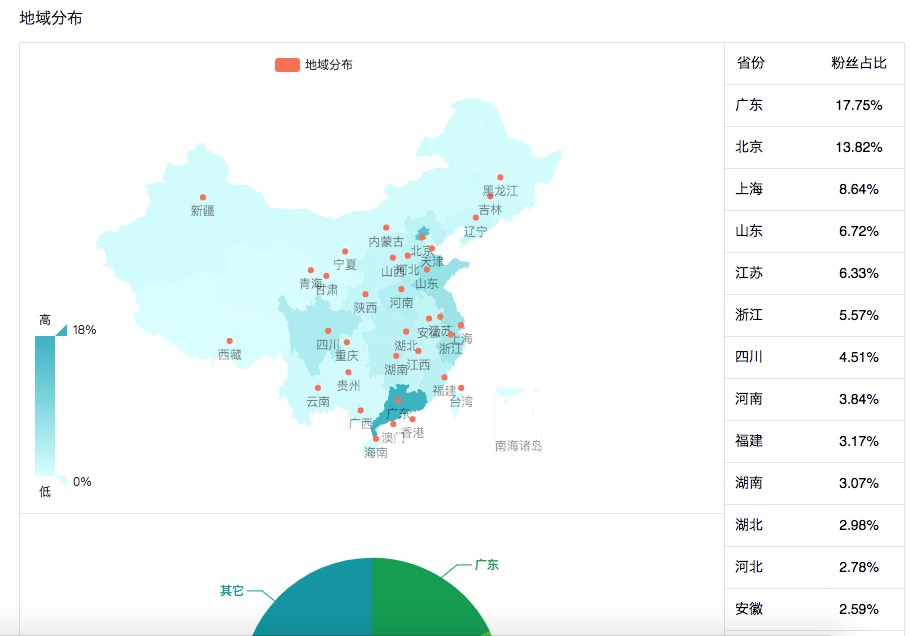 地域分布
地域分布
省份 粉丝占比
广东 17.75%
北京 13.82%
上海 8.64%
山东 6.72%
江苏 6.33%
浙江 5.57%
四川 4.51%
河南 3.84%
福建 3.17%
湖南 3.07%
湖北 2.98%
河北 2.78%
安徽 2.59%
黑龙江
吉林
辽宁
新疆
内蒙古
北京
天津
宁夏
山西
河北
青海
甘肃
山东
陕西
河南
高
18%
四川
安徽
江苏
上海
西藏
重庆
湖北
浙江
湖南
江西
贵州
福建
云南
台湾
广东
广西
澳门
香港
海南
南海诸岛
0%
低
其它
广东